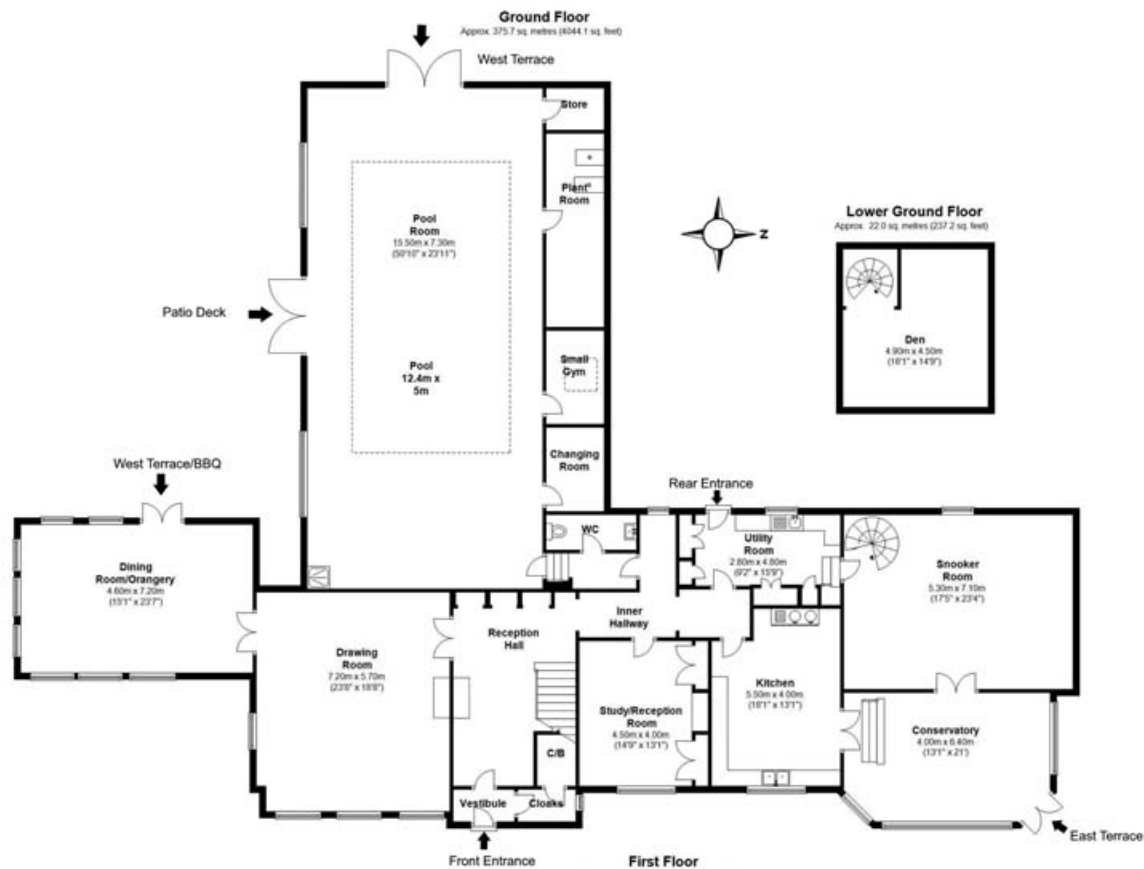 Ground Floor
Approx. 375.7 sq. metres (4044.1 sq. feet)
West Terrace
Store
Plant
Room
Z
Lower Ground Floor
Approx. 22.0 sq. metres (237.2 sq. feet)
Pool
Room
15.50m x 7.30m
(50'10" x 23'11")
Patio Deck
Den
4.90m x 4.50m
(16'1" x 14'9")
Small
Gym
Pool
12.4m x
5m
Changing
Room
West Terrace/BBQ
Rear Entrance
WC
Utility
Room
2.80m x 4.80m
(9'2" x 15'9")
Dining
Room/Orangery
4.60m x 7.20m
(15'1" x 23'7")
Snooker
Room
5.30m x 7.10m
(17'5" x 23'4")
Inner
Hallway
Reception
Hall
Drawing
Room
7.20m x 5.70m
(23'8" x 18'8")
Kitchen
5.50m x 4.00m
(18'1" x 13'1")
Study/Reception
Room
4.50m x 4.00m
(14'9" x 13'1")
Conservatory
4.00m x 6.40m
(13'1" x 21')
C/B
Vestibule
Cloaks
East Terrace
Front Entrance
First Floor